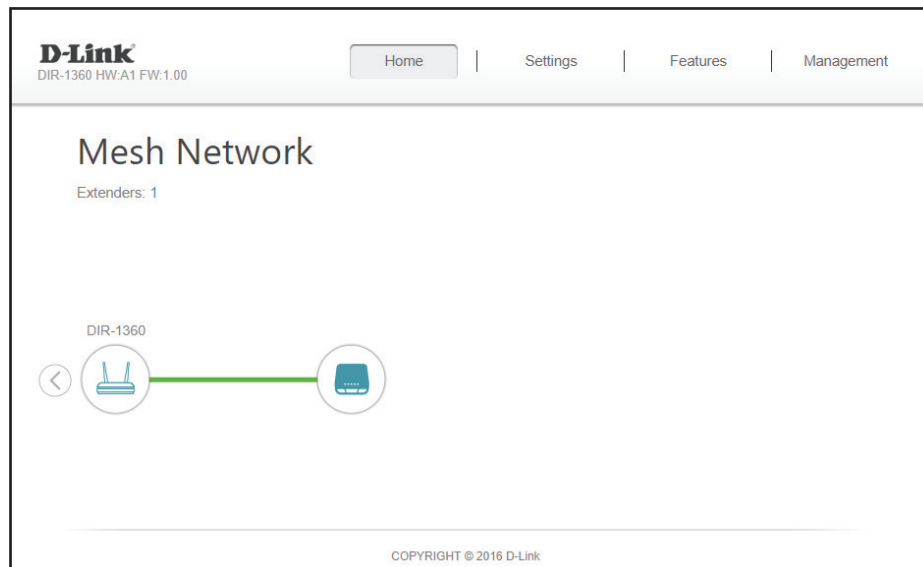 D-Link
DIR-1360 HW:A1 FW:1.00
Home Settings Features Management
Mesh Network
Extenders: 1
DIR-1360
COPYRIGHT © 2016 D-Link